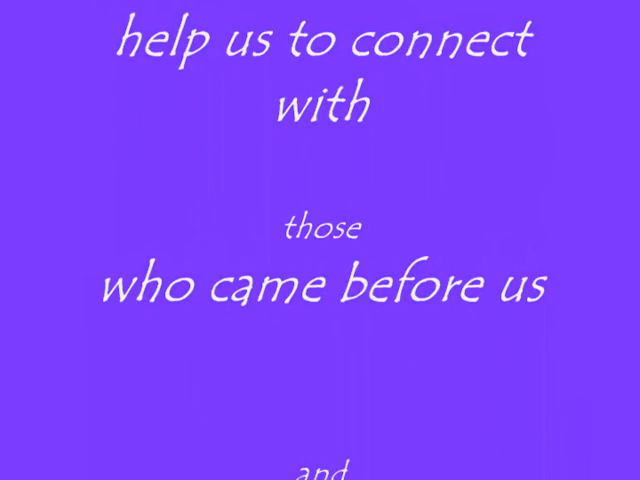 help us to connect
with
those
who came before us
and